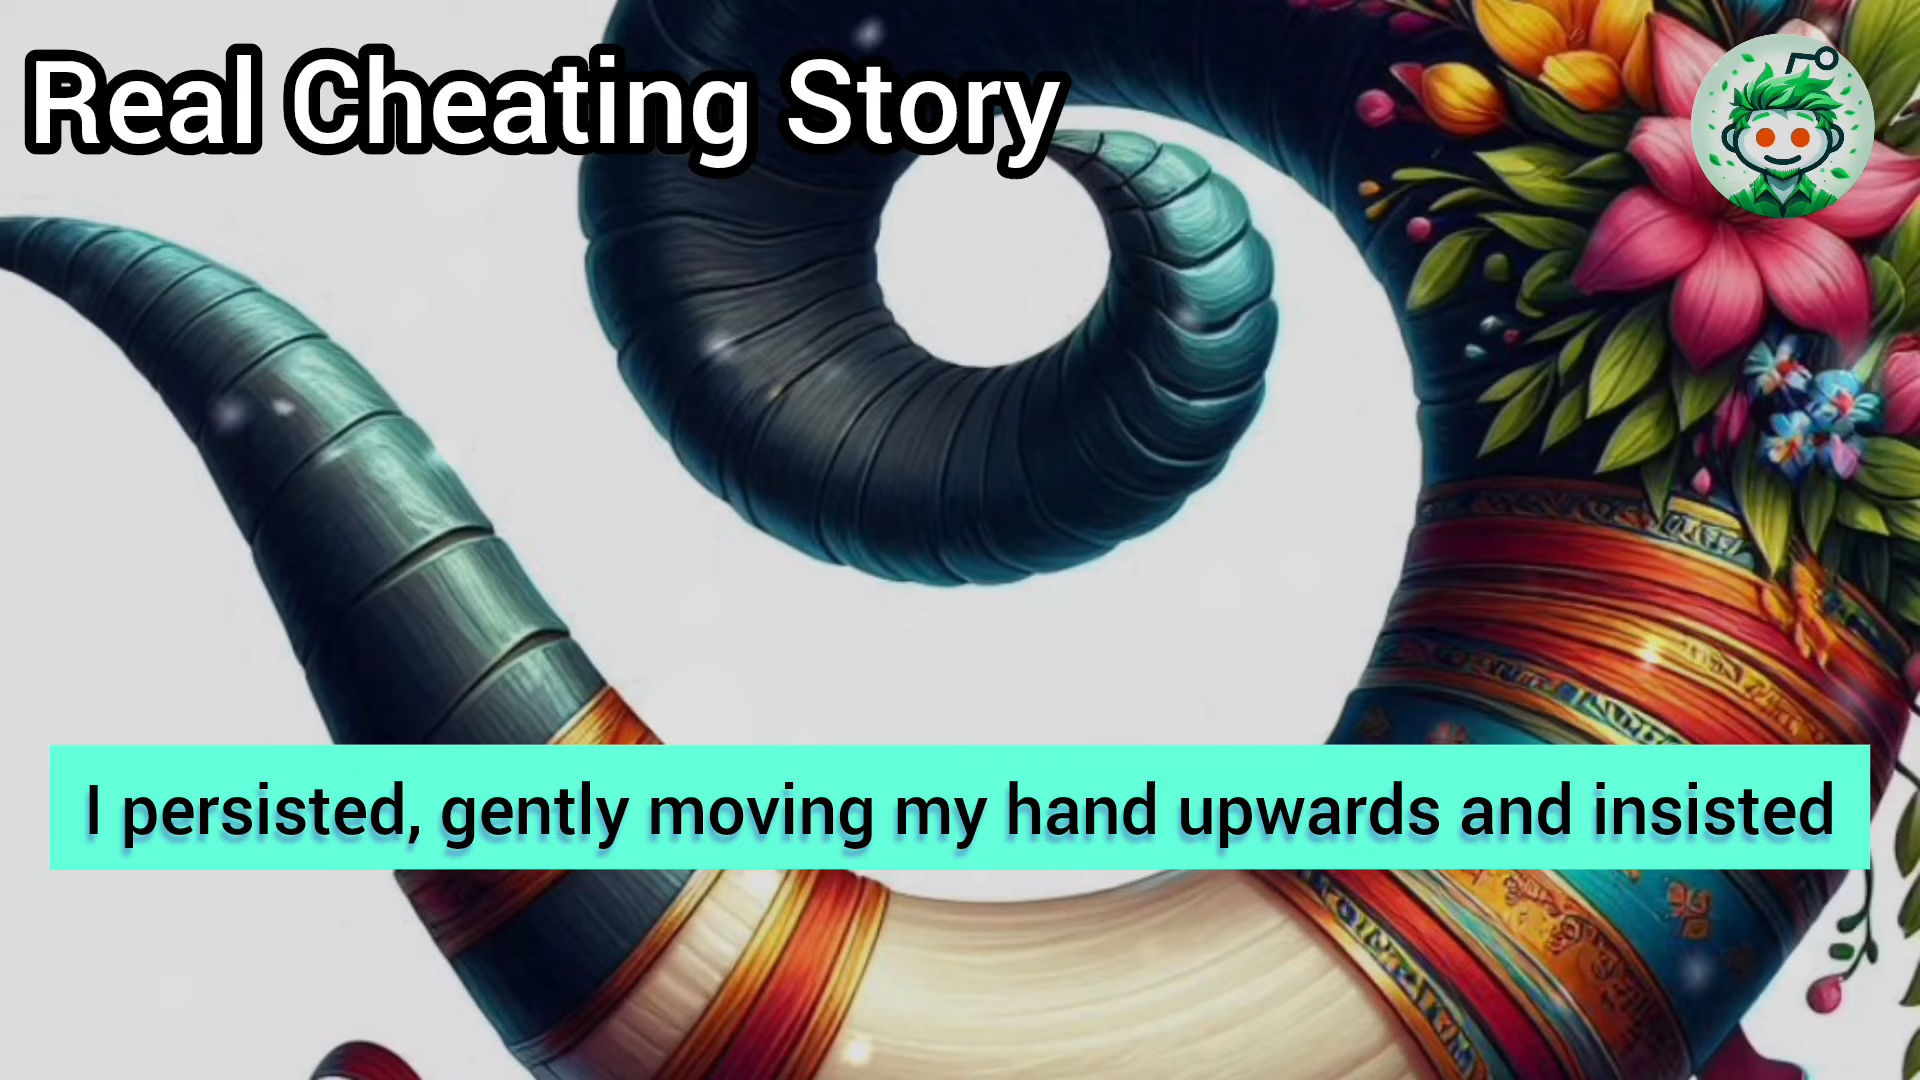 Real Cheating Story
I persisted, gently moving my hand upwards and insisted